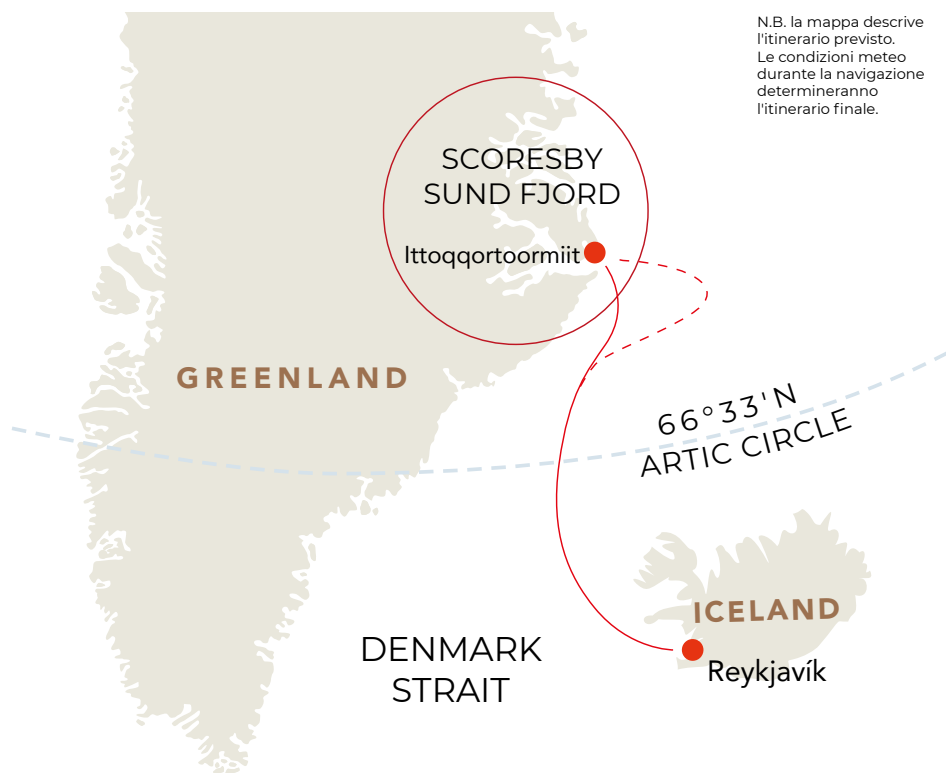 N.B. la mappa descrive
l'itinerario previsto.
Le condizioni meteo
durante la navigazione
determineranno
l'itinerario finale.
SCORESBY
SUND FJORD
Ittoqqortoormiit
GREENLAND
66°33'N
ARTIC CIRCLE
ICELAND
DENMARK
STRAIT
Reykjavík